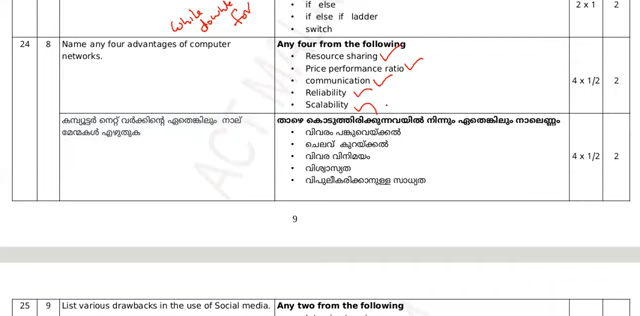 while
dowhile
for
• if else
• if else if ladder
• switch
2 x 1
2
24
8
Name any four advantages of computer networks.
Any four from the following
• Resource sharing
• Price performance ratio
• communication
• Reliability
• Scalability
4 x 1/2
2
കമ്പ്യൂട്ടർ നെറ്റ് വർക്കിന്റെ ഏതെങ്കിലും നാല്
മേന്മകൾ എഴുതുക
താഴെ കൊടുത്തിരിക്കുന്നവയിൽ നിന്നും ഏതെങ്കിലും നാലെണ്ണം
• വിവരം പങ്കുവെയ്ക്കൽ
• ചെലവ് കുറയ്ക്കൽ
• വിവര വിനിമയം
• വിശ്വാസ്യത
• വിപുലീകരിക്കാനുള്ള സാധ്യത
4 x 1/2
2
9
25
9
List various drawbacks in the use of Social media.
Any two from the following